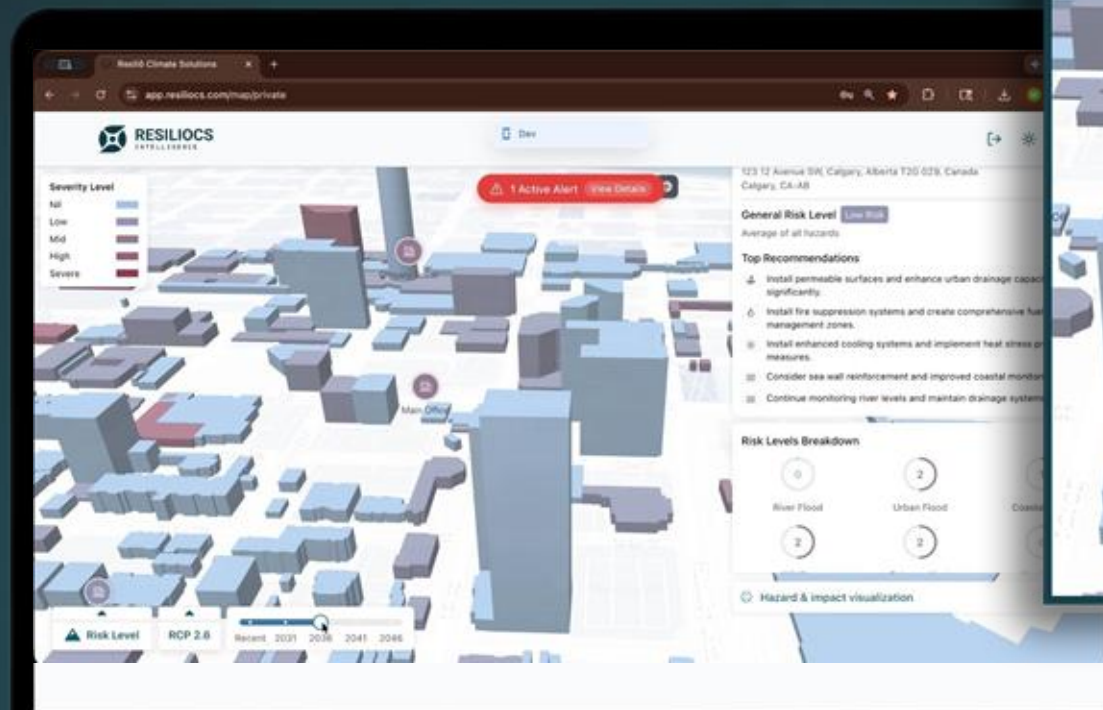 Resilió Climate Solutions
app.resiliocs.com/map/private
RESILIOCS
INTELLIGENCE
Dev
Severity Level
Nil
Low
Mid
High
Severe
1 Active Alert View Details
123 12 Avenue SW, Calgary, Alberta T2G 0Z9, Canada
Calgary, CA-AB
General Risk Level Low Risk
Average of all hazards
Top Recommendations
Install permeable surfaces and enhance urban drainage
significantly.
Install fire suppression systems and create comprehensive
management zones.
Install enhanced cooling systems and implement heat stress
measures.
Consider sea wall reinforcement and improved coastal
Continue monitoring river levels and maintain drainage
Main Office
Risk Levels Breakdown
0
2
River Flood
Urban Flood
2
2
Hazard & impact visualization
Risk Level
RCP 2.6
Recent 2031 2036 2041 2046